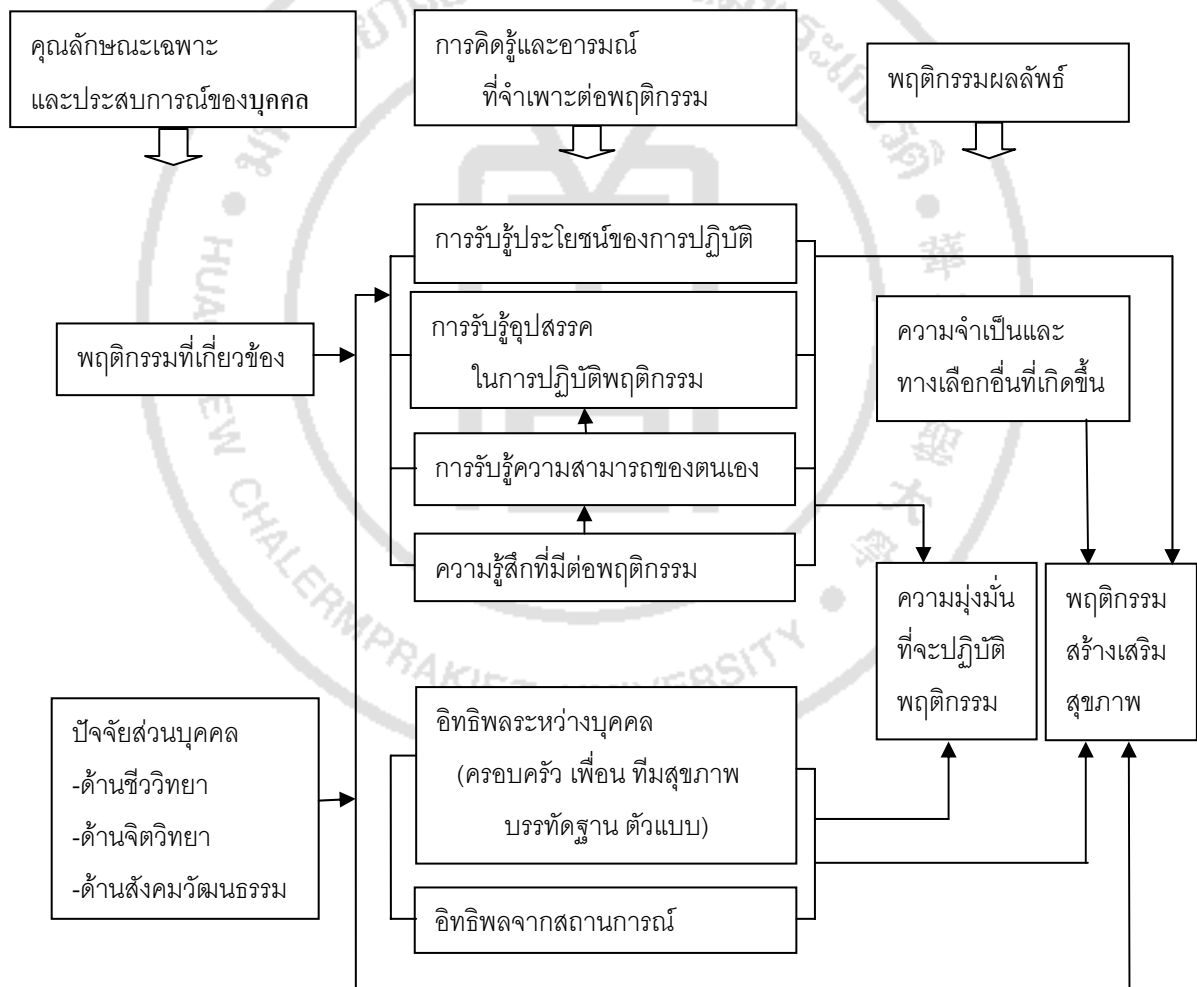 คุณลักษณะเฉพาะ
และประสบการณ์ของบุคคล
การคิดรู้และอารมณ์
ที่จำเพาะต่อพฤติกรรม
พฤติกรรมผลลัพธ์
การรับรู้ประโยชน์ของการปฏิบัติ
การรับรู้อุปสรรค
ในการปฏิบัติพฤติกรรม
พฤติกรรมที่เกี่ยวข้อง
ความจำเป็นและ
ทางเลือกอื่นที่เกิดขึ้น
การรับรู้ความสามารถของตนเอง
ความรู้สึกที่มีต่อพฤติกรรม
ความมุ่งมั่น
ที่จะปฏิบัติ
พฤติกรรม
พฤติกรรม
สร้างเสริม
สุขภาพ
ปัจจัยส่วนบุคคล
-ด้านชีววิทยา
-ด้านจิตวิทยา
-ด้านสังคมวัฒนธรรม
อิทธิพลระหว่างบุคคล
(ครอบครัว เพื่อน ทีมสุขภาพ
บรรทัดฐาน ตัวแบบ)
อิทธิพลจากสถานการณ์